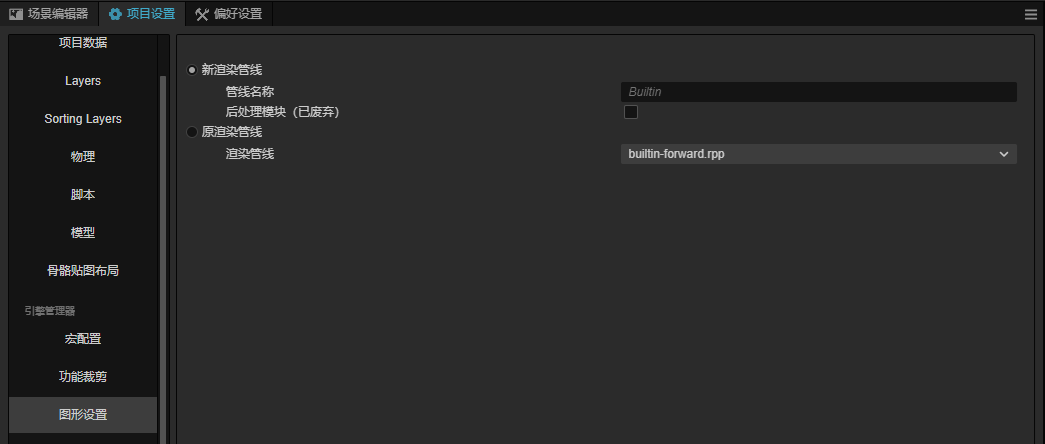 场景编辑器 项目设置 偏好设置
项目数据
Layers
Sorting Layers
物理
脚本
模型
骨骼贴图布局
引擎管理器
宏配置
功能裁剪
图形设置
新渲染管线
管线名称 Builtin
后处理模块（已废弃）
原渲染管线
渲染管线 builtin-forward.rpp